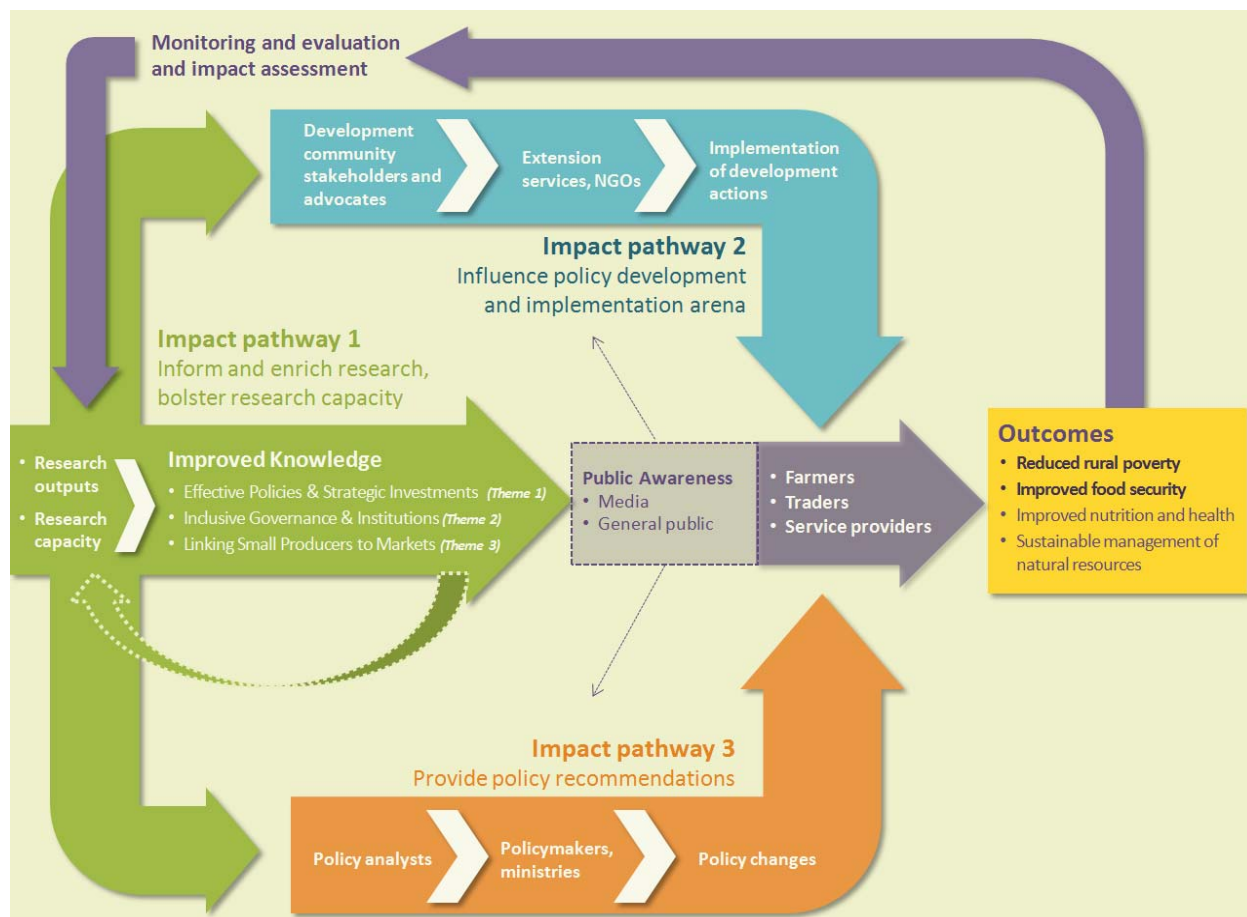 Monitoring and evaluation
and impact assessment
Development
community
stakeholders and
advocates
Extension
services, NGOs
Implementation
of development
actions
Impact pathway 2
Influence policy development
and implementation arena
Impact pathway 1
Inform and enrich research,
bolster research capacity
• Research
outputs
• Research
capacity
Improved Knowledge
• Effective Policies & Strategic Investments (Theme 1)
• Inclusive Governance & Institutions (Theme 2)
• Linking Small Producers to Markets (Theme 3)
Public Awareness
• Media
• General public
• Farmers
• Traders
• Service providers
Outcomes
• Reduced rural poverty
• Improved food security
• Improved nutrition and health
• Sustainable management of
natural resources
Impact pathway 3
Provide policy recommendations
Policy analysts
Policymakers,
ministries
Policy changes